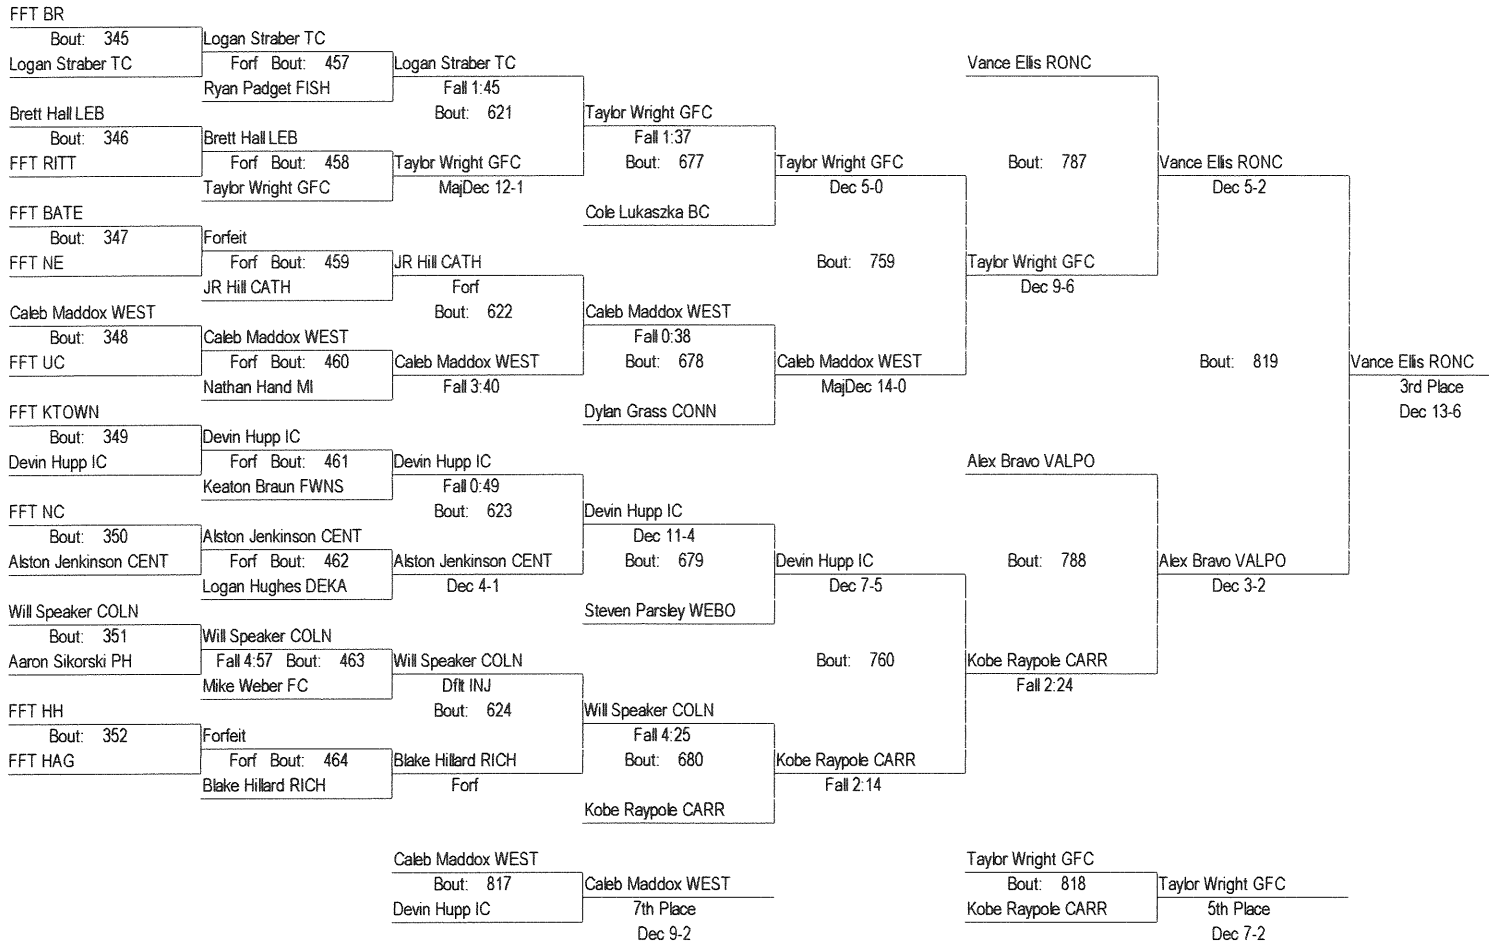 FFT BR
Bout: 345
Logan Straber TC
Brett Hall LEB
Bout: 346
FFT RITT
FFT BATE
Bout: 347
FFT NE
Caleb Maddox WEST
Bout: 348
FFT UC
FFT KTOWN
Bout: 349
Devin Hupp IC
FFT NC
Bout: 350
Alston Jenkinson CENT
Will Speaker COLN
Bout: 351
Aaron Sikorski PH
FFT HH
Bout: 352
FFT HAG
Logan Straber TC
Forf Bout: 457
Ryan Padget FISH
Brett Hall LEB
Forf Bout: 458
Taylor Wright GFC
Forfeit
Forf Bout: 459
JR Hill CATH
Caleb Maddox WEST
Forf Bout: 460
Nathan Hand MI
Devin Hupp IC
Forf Bout: 461
Keaton Braun FWNS
Alston Jenkinson CENT
Forf Bout: 462
Logan Hughes DEKA
Will Speaker COLN
Fall 4:57 Bout: 463
Mike Weber FC
Forfeit
Forf Bout: 464
Blake Hillard RICH
Logan Straber TC
Fall 1:45
Bout: 621
Taylor Wright GFC
MajDec 12-1
JR Hill CATH
Forf
Bout: 622
Caleb Maddox WEST
Fall 3:40
Devin Hupp IC
Fall 0:49
Bout: 623
Alston Jenkinson CENT
Dec 4-1
Will Speaker COLN
Dflt INJ
Bout: 624
Blake Hillard RICH
Forf
Taylor Wright GFC
Fall 1:37
Bout: 677
Cole Lukaszka BC
Caleb Maddox WEST
Fall 0:38
Bout: 678
Dylan Grass CONN
Devin Hupp IC
Dec 11-4
Bout: 679
Steven Parsley WEBO
Will Speaker COLN
Fall 4:25
Bout: 680
Kobe Raypole CARR
Taylor Wright GFC
Dec 5-0
Bout: 759
Caleb Maddox WEST
MajDec 14-0
Devin Hupp IC
Dec 7-5
Bout: 760
Kobe Raypole CARR
Fall 2:14
Vance Ellis RONC
Bout: 787
Taylor Wright GFC
Dec 9-6
Alex Bravo VALPO
Bout: 788
Kobe Raypole CARR
Fall 2:24
Vance Ellis RONC
Dec 5-2
Bout: 819
Alex Bravo VALPO
Dec 3-2
Vance Ellis RONC
3rd Place
Dec 13-6
Caleb Maddox WEST
Bout: 817
Devin Hupp IC
Caleb Maddox WEST
7th Place
Dec 9-2
Taylor Wright GFC
Bout: 818
Kobe Raypole CARR
Taylor Wright GFC
5th Place
Dec 7-2